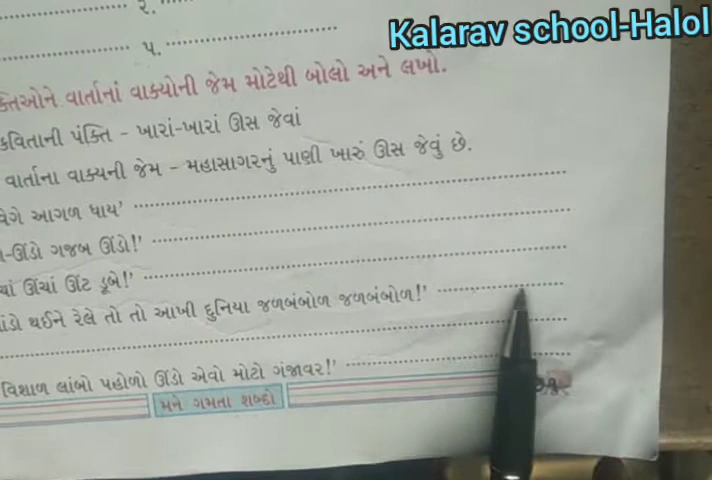 ૨.
Kalarav school-Halol
૫.
ક્તિઓને વાર્તાનાં વાક્યોની જેમ મોટેથી બોલો અને લખો.
કવિતાની પંક્તિ - ખારાં-ખારાં ઊસ જેવાં
વાર્તાના વાક્યની જેમ - મહાસાગરનું પાણી ખારું ઊસ જેવું છે.
વેગે આગળ ધાય'
-ઊંડો ગજબ ઊંડો!'
ચાં ઊંચાં ઊંટ ડૂબે!'
ાંડો થઈને રેલે તો તો આખી દુનિયા જળબંબોળ જળબંબોળ!'
વિશાળ લાંબો પહોળો ઊંડો એવો મોટો ગંજાવર!'
મને ગમતા શબ્દો